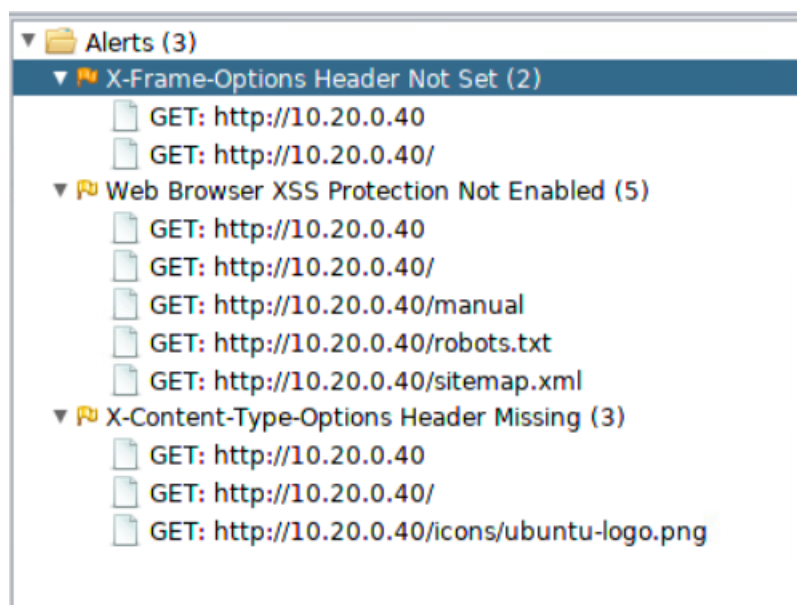 Alerts (3)
X-Frame-Options Header Not Set (2)
GET: http://10.20.0.40
GET: http://10.20.0.40/
Web Browser XSS Protection Not Enabled (5)
GET: http://10.20.0.40
GET: http://10.20.0.40/
GET: http://10.20.0.40/manual
GET: http://10.20.0.40/robots.txt
GET: http://10.20.0.40/sitemap.xml
X-Content-Type-Options Header Missing (3)
GET: http://10.20.0.40
GET: http://10.20.0.40/
GET: http://10.20.0.40/icons/ubuntu-logo.png